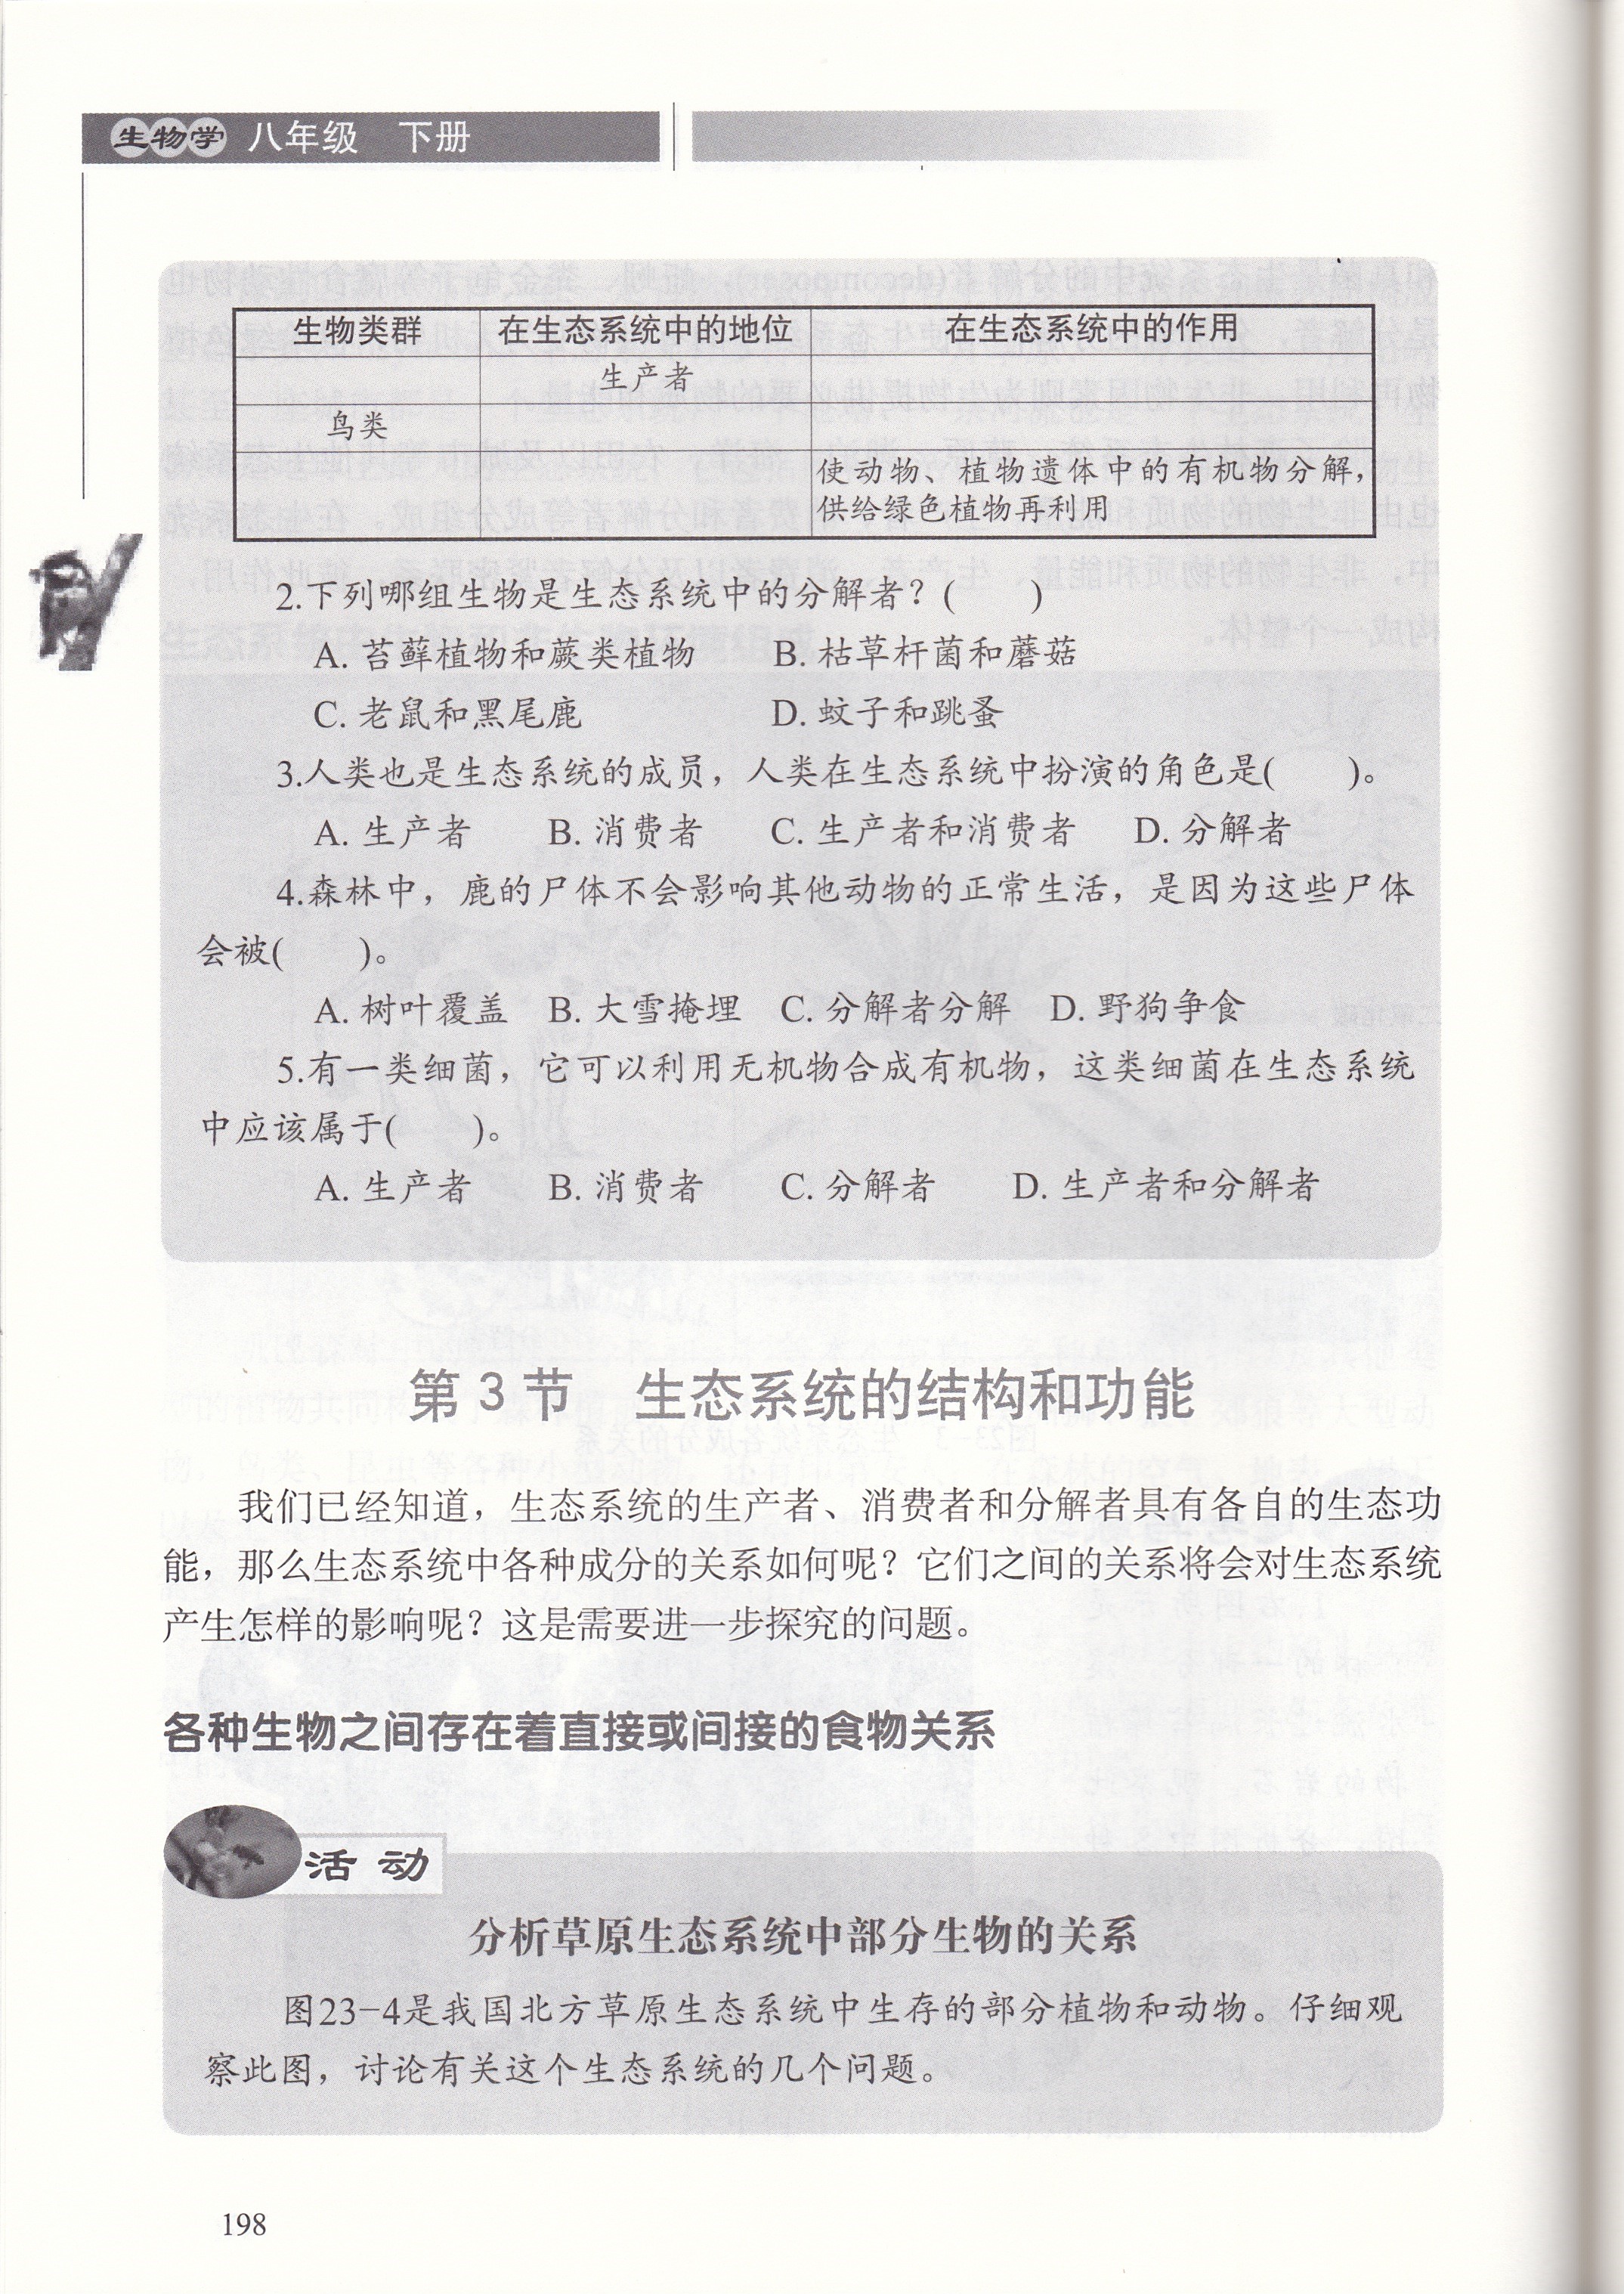 生物学 八年级 下册
生物类群 在生态系统中的地位 在生态系统中的作用
生产者
鸟类
使动物、植物遗体中的有机物分解，
供给绿色植物再利用
2.下列哪组生物是生态系统中的分解者？( )
A. 苔藓植物和蕨类植物 B. 枯草杆菌和蘑菇
C. 老鼠和黑尾鹿 D. 蚊子和跳蚤
3.人类也是生态系统的成员，人类在生态系统中扮演的角色是( )。
A. 生产者 B. 消费者 C. 生产者和消费者 D. 分解者
4.森林中，鹿的尸体不会影响其他动物的正常生活，是因为这些尸体
会被( )。
A. 树叶覆盖 B. 大雪掩埋 C. 分解者分解 D. 野狗争食
5.有一类细菌，它可以利用无机物合成有机物，这类细菌在生态系统
中应该属于( )。
A. 生产者 B. 消费者 C. 分解者 D. 生产者和分解者
第 3 节 生态系统的结构和功能
我们已经知道，生态系统的生产者、消费者和分解者具有各自的生态功
能，那么生态系统中各种成分的关系如何呢？它们之间的关系将会对生态系统
产生怎样的影响呢？这是需要进一步探究的问题。
各种生物之间存在着直接或间接的食物关系
活 动
分析草原生态系统中部分生物的关系
图23-4是我国北方草原生态系统中生存的部分植物和动物。仔细观
察此图，讨论有关这个生态系统的几个问题。
198